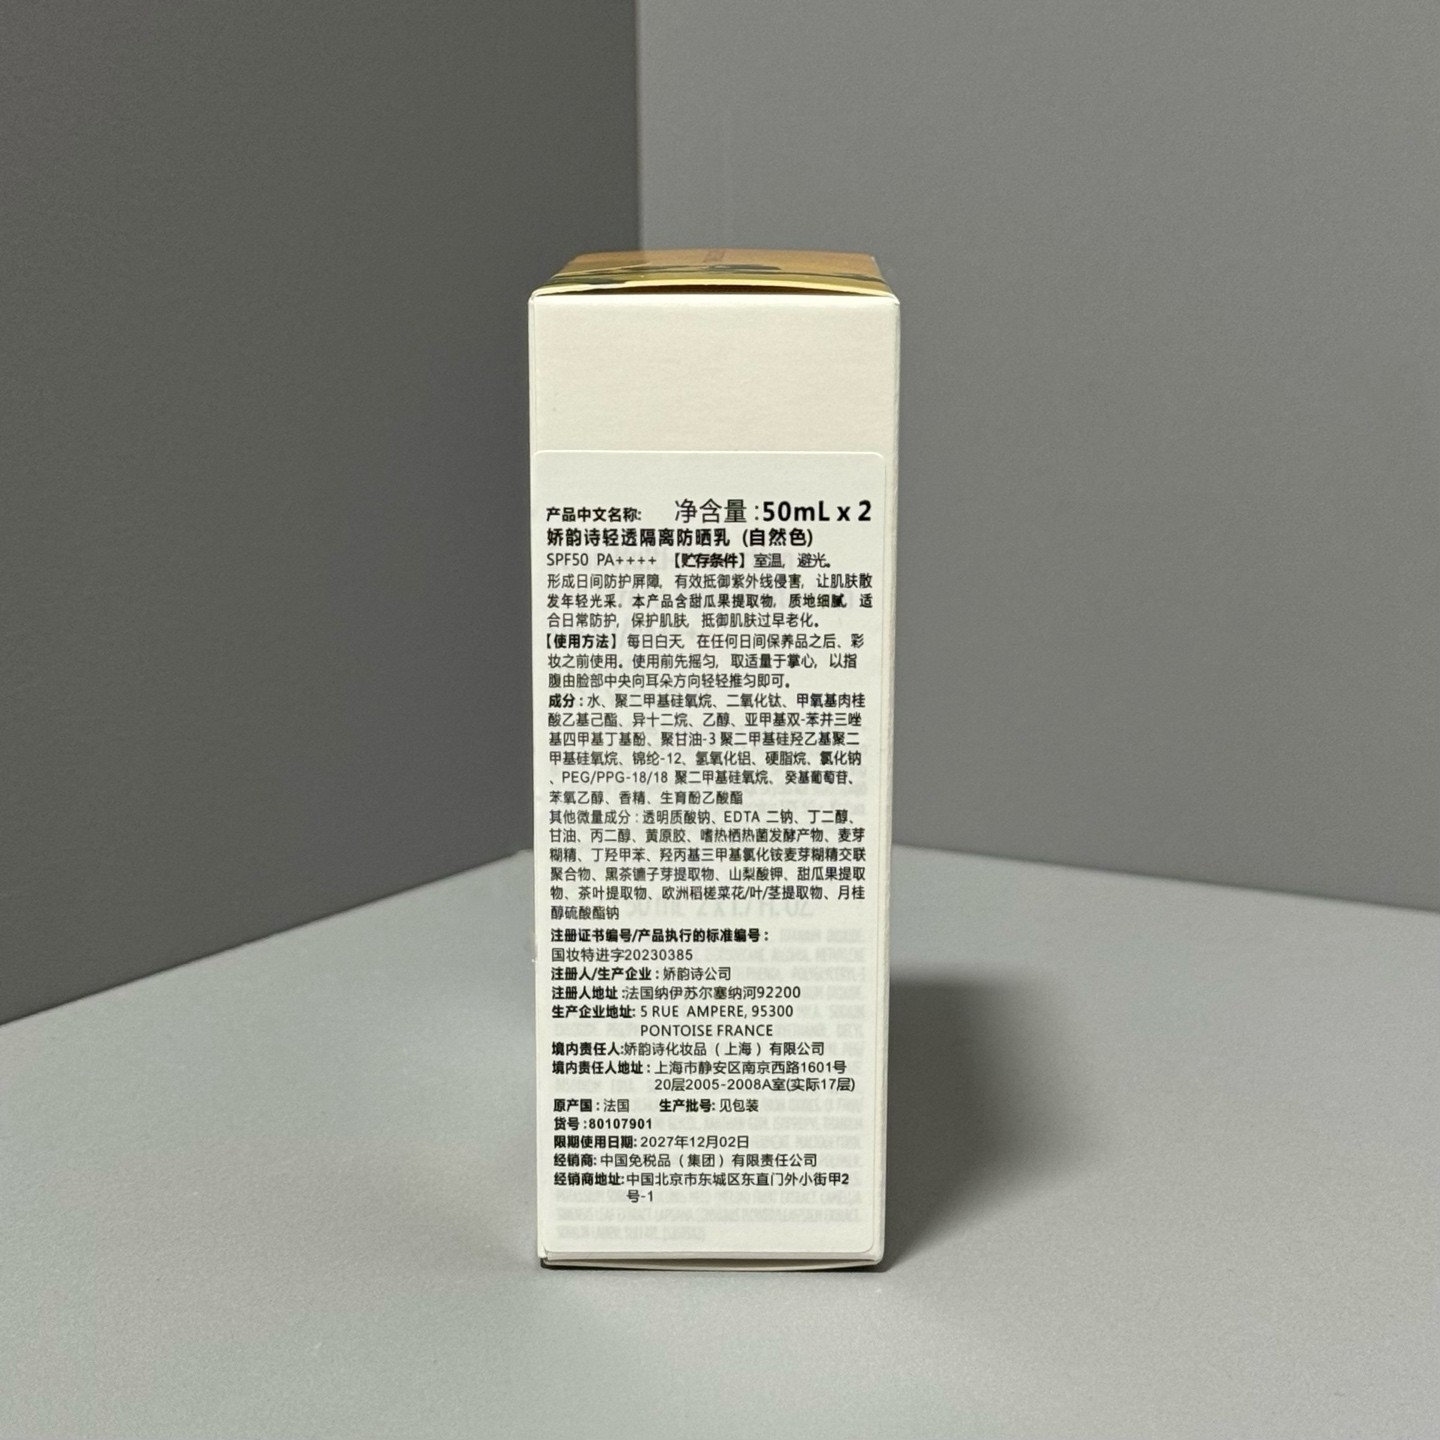 产品中文名称: 净含量:50mL x 2
娇韵诗轻透隔离防晒乳 (自然色)
SPF50 PA++++ 【贮存条件】室温, 避光。
形成日间防护屏障, 有效抵御紫外线侵害, 让肌肤散
发年轻光采。本产品含甜瓜果提取物, 质地细腻, 适
合日常防护, 保护肌肤, 抵御肌肤过早老化。
【使用方法】每日白天, 在任何日间保养品之后、彩
妆之前使用。使用前先摇匀, 取适量于掌心, 以指
腹由脸部中央向耳朵方向轻轻推匀即可。
成分:水、聚二甲基硅氧烷、二氧化钛、甲氧基肉桂
酸乙基己酯、异十二烷、乙醇、亚甲基双-苯并三唑
基四甲基丁基酚、聚甘油-3 聚二甲基硅羟乙基聚二
甲基硅氧烷、锦纶-12、氢氧化铝、硬脂烷、氯化钠
、PEG/PPG-18/18 聚二甲基硅氧烷、癸基葡萄苷、
苯氧乙醇、香精、生育酚乙酸酯
其他微量成分:透明质酸钠、EDTA 二钠、丁二醇、
甘油、丙二醇、黄原胶、嗜热栖热菌发酵产物、麦芽
糊精、丁羟甲苯、羟丙基三甲基氯化铵麦芽糊精交联
聚合物、黑茶镳子芽提取物、山梨酸钾、甜瓜果提取
物、茶叶提取物、欧洲稻槎菜花/叶/茎提取物、月桂
醇硫酸酯钠
注册证书编号/产品执行的标准编号:
国妆特进字20230385
注册人/生产企业:娇韵诗公司
注册人地址:法国纳伊苏尔塞纳河92200
生产企业地址: 5 RUE AMPERE, 95300
PONTOISE FRANCE
境内责任人:娇韵诗化妆品(上海)有限公司
境内责任人地址:上海市静安区南京西路1601号
20层2005-2008A室(实际17层)
原产国:法国 生产批号:见包装
货号:80107901
限期使用日期:2027年12月02日
经销商:中国免税品(集团)有限责任公司
经销商地址:中国北京市东城区东直门外小街甲2
号-1
50 mL 2 x 1.7 FL. OZ.